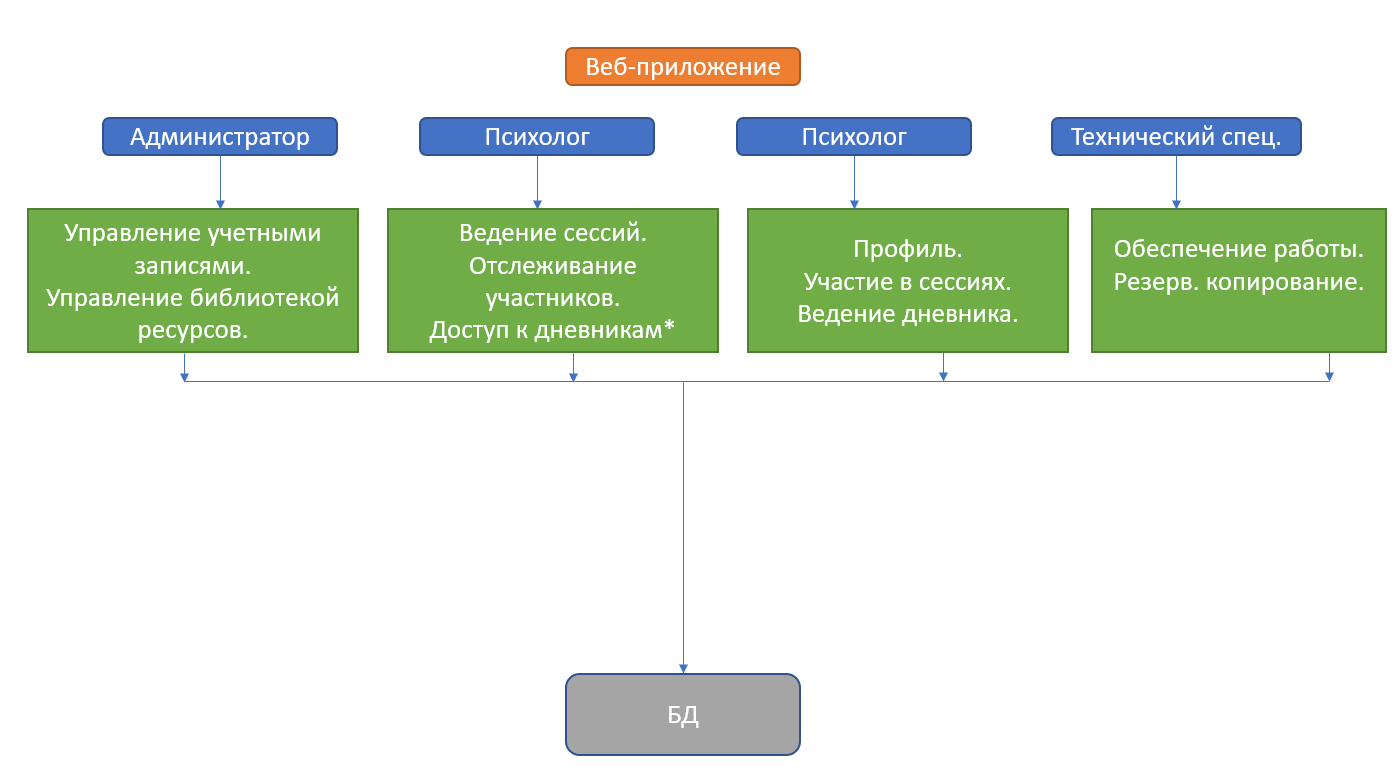 Веб-приложение
Администратор
Психолог
Психолог
Технический спец.
Управление учетными
записями.
Управление библиотекой
ресурсов.
Ведение сессий.
Отслеживание
участников.
Доступ к дневникам*
Профиль.
Участие в сессиях.
Ведение дневника.
Обеспечение работы.
Резерв. копирование.
БД